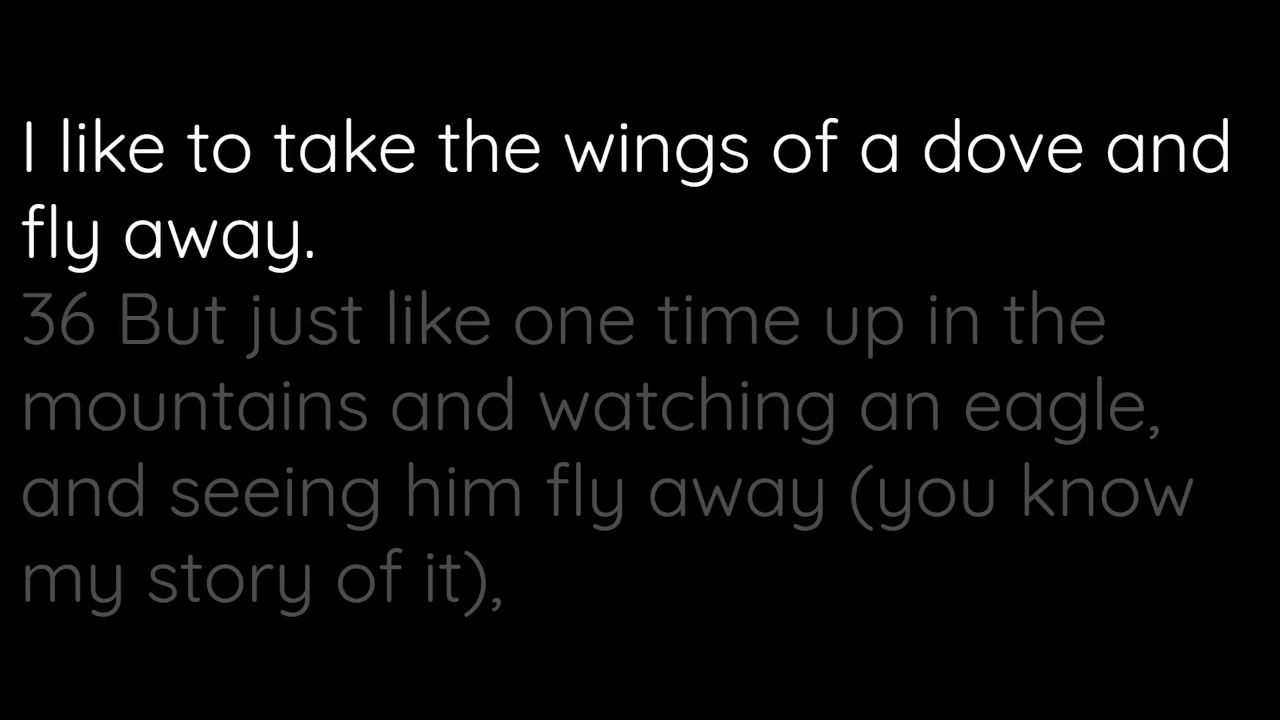 I like to take the wings of a dove and
fly away.
36 But just like one time up in the
mountains and watching an eagle,
and seeing him fly away (you know
my story of it),